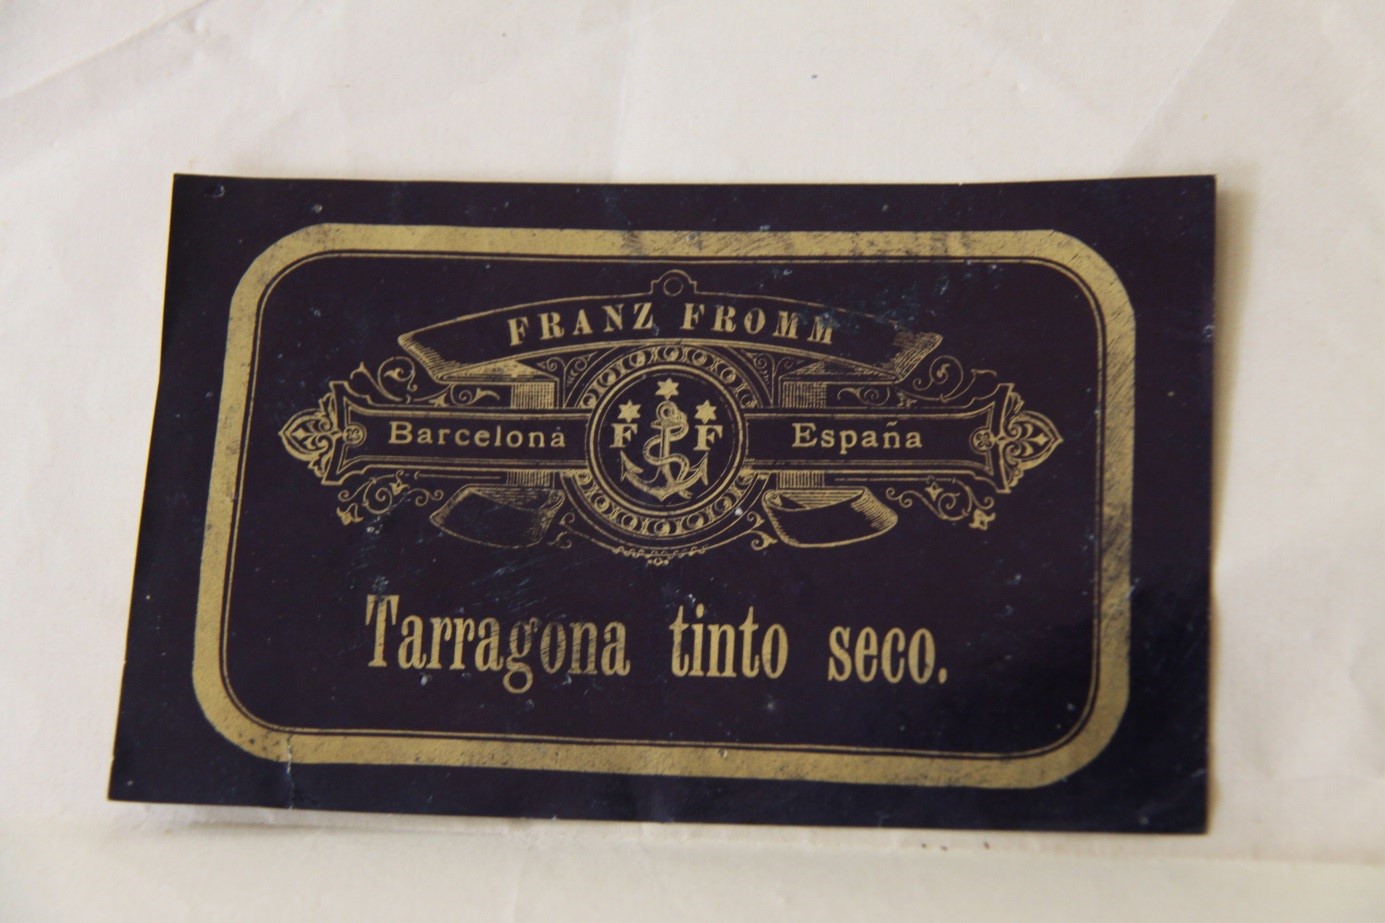 FRANZ FROMM
Barcelona España
F F
Tarragona tinto seco.